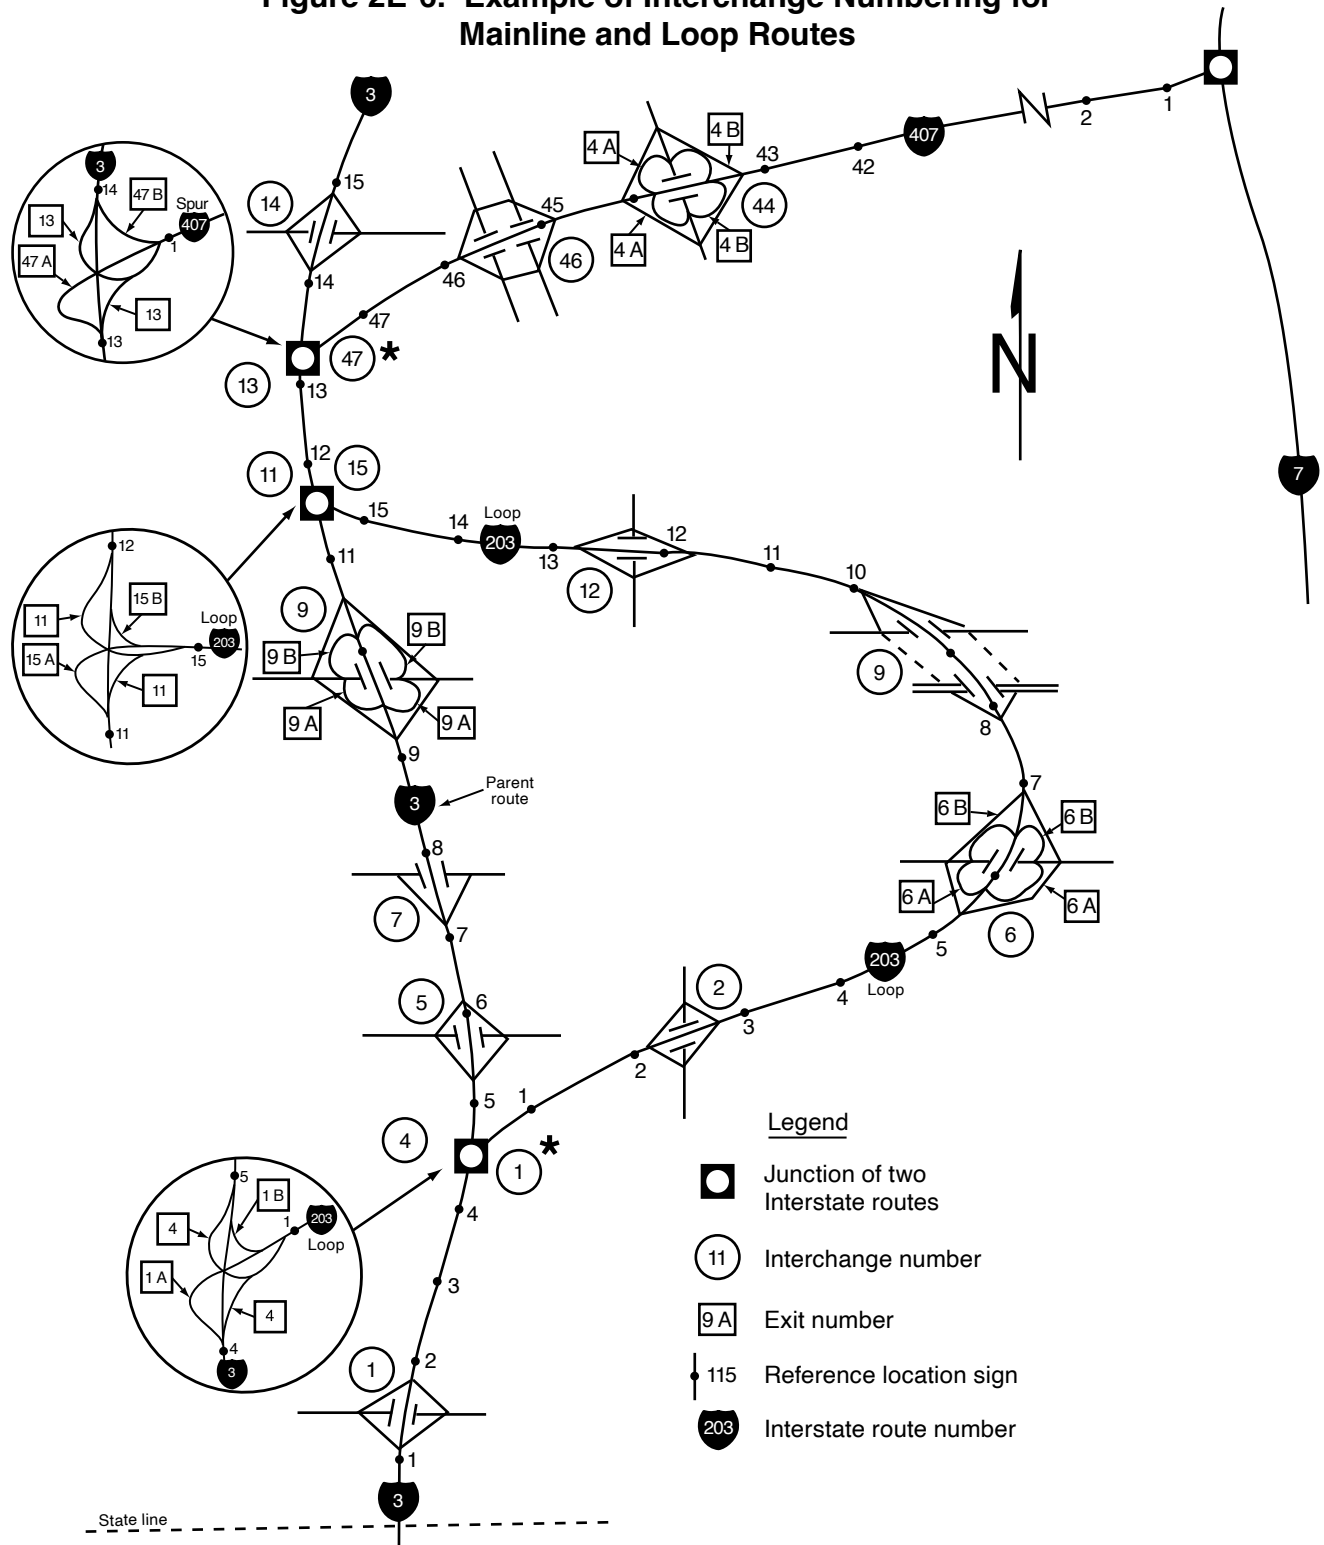 Figure 2E-6. Example of Interchange Numbering for
Mainline and Loop Routes
3
1
2
407
4 B
4 A
43
42
44
4 A
4 B
15
14
45
46
46
3
14
47 B
Spur
407
13
1
47 A
13
13
14
47
47 *
13
13
N
7
12
11
15
15
14
Loop
203
13
12
12
11
10
12
11
15 B
Loop
203
15
15 A
11
11
11
9
9 B
9 B
9 A
9 A
9
9
8
7
3
Parent
route
6 B
6 B
8
7
7
6 A
6 A
6
5
203
Loop
4
5
6
2
3
2
5
1
4
1 *
5
1 B
1
203
Loop
4
1 A
4
4
3
4
3
2
1
1
3
State line
Legend
Junction of two
Interstate routes
11 Interchange number
9 A Exit number
115 Reference location sign
203 Interstate route number